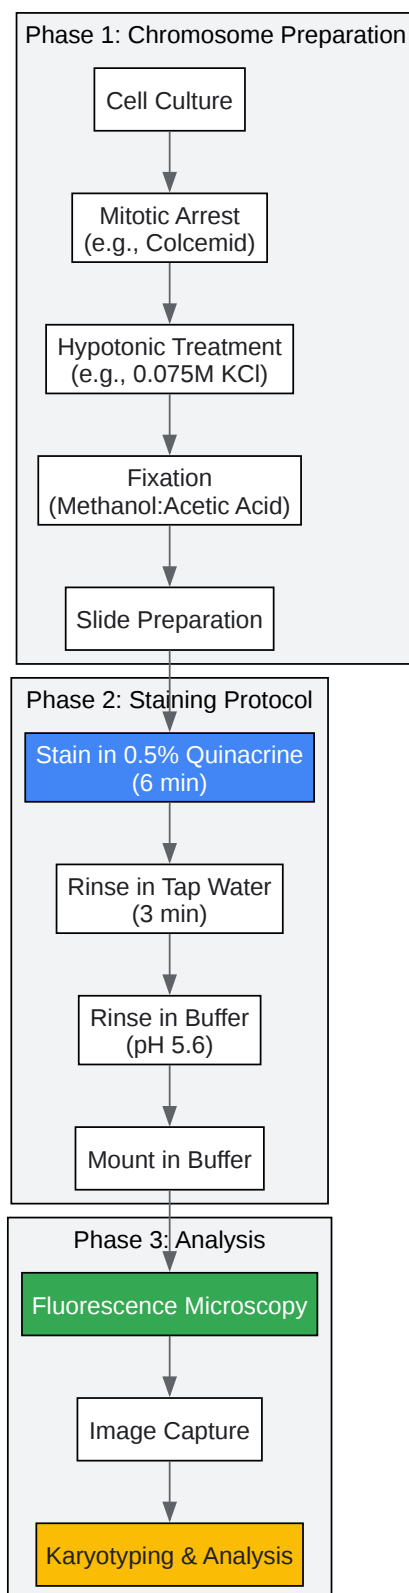 Phase 1: Chromosome Preparation
Cell Culture
Mitotic Arrest
(e.g., Colcemid)
Hypotonic Treatment
(e.g., 0.075M KCl)
Fixation
(Methanol:Acetic Acid)
Slide Preparation
Phase 2: Staining Protocol
Stain in 0.5% Quinacrine
(6 min)
Rinse in Tap Water
(3 min)
Rinse in Buffer
(pH 5.6)
Mount in Buffer
Phase 3: Analysis
Fluorescence Microscopy
Image Capture
Karyotyping & Analysis